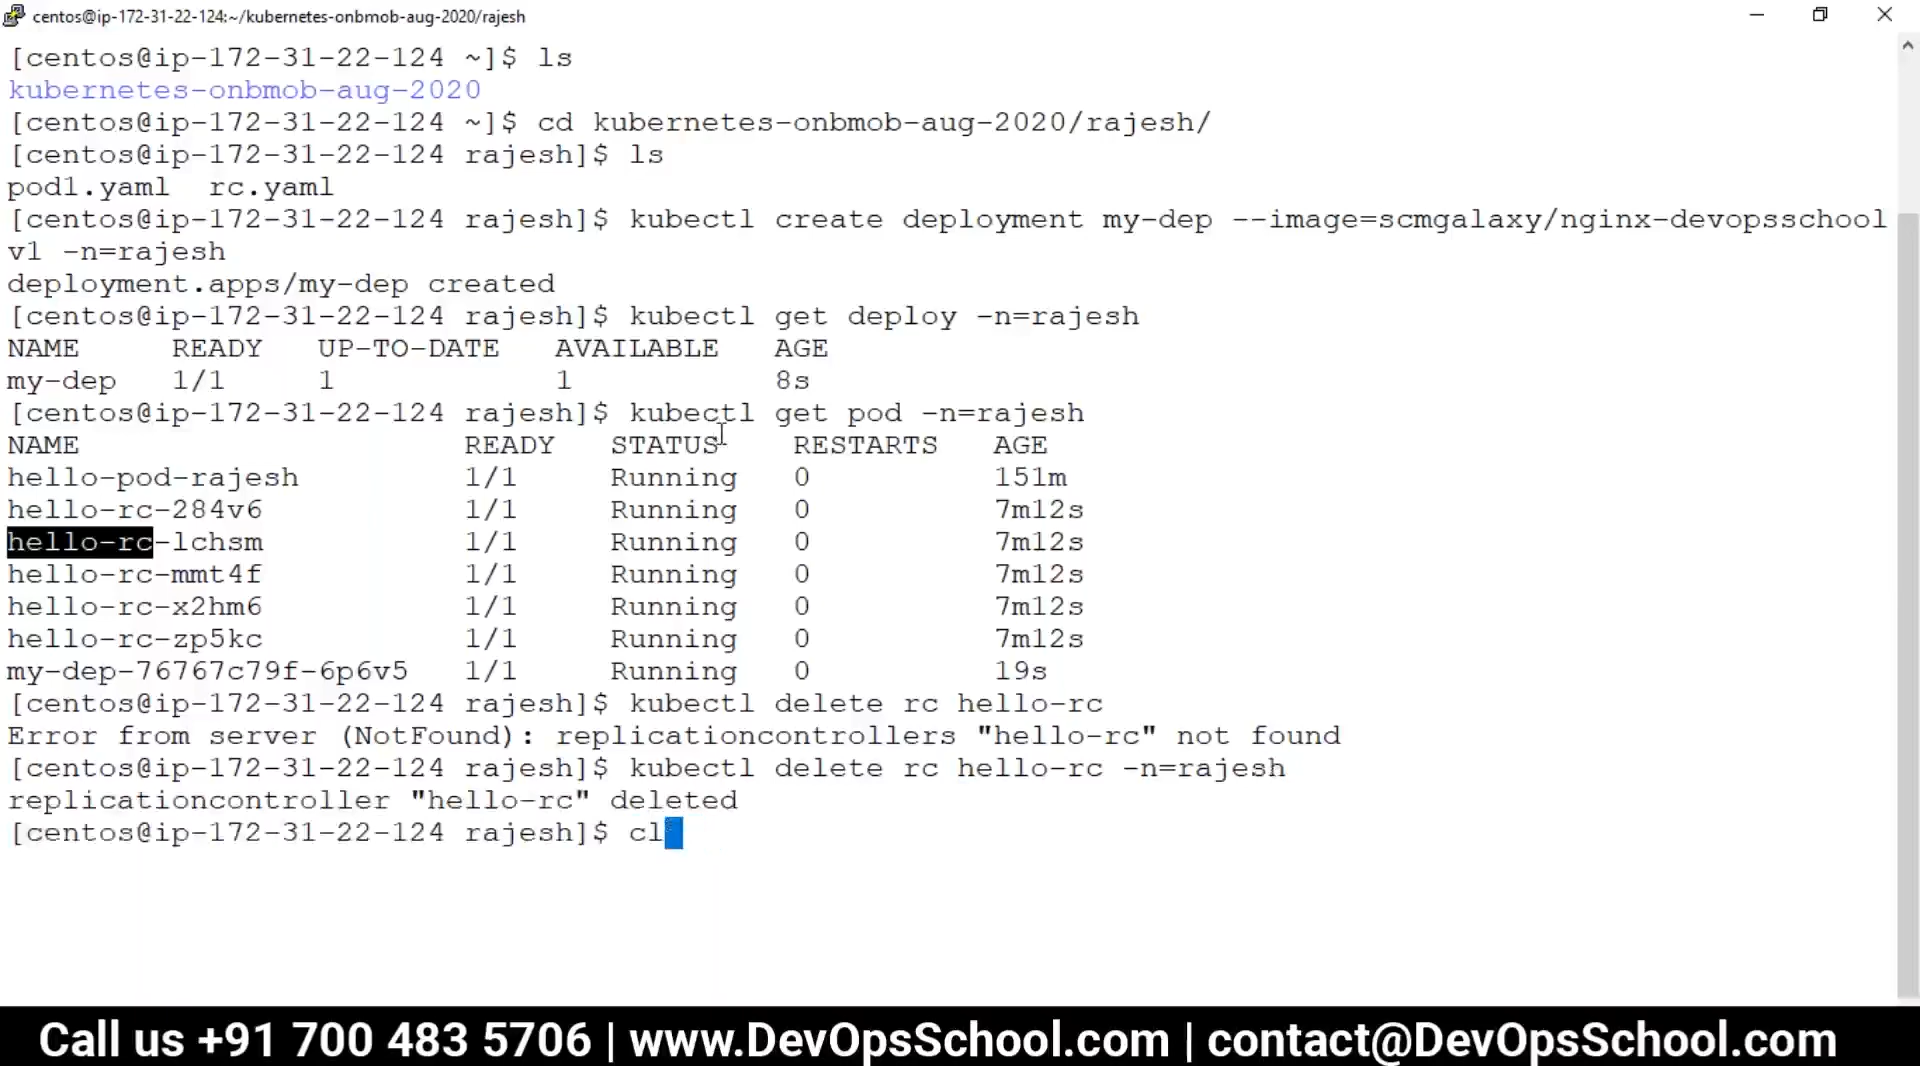 centos@ip-172-31-22-124:~/kubernetes-onbmob-aug-2020/rajesh
[centos@ip-172-31-22-124 ~]$ ls
kubernetes-onbmob-aug-2020
[centos@ip-172-31-22-124 ~]$ cd kubernetes-onbmob-aug-2020/rajesh/
[centos@ip-172-31-22-124 rajesh]$ ls
pod1.yaml  rc.yaml
[centos@ip-172-31-22-124 rajesh]$ kubectl create deployment my-dep --image=scmgalaxy/nginx-devopsschool
v1 -n=rajesh
deployment.apps/my-dep created
[centos@ip-172-31-22-124 rajesh]$ kubectl get deploy -n=rajesh
NAME     READY   UP-TO-DATE   AVAILABLE   AGE
my-dep   1/1     1            1           8s
[centos@ip-172-31-22-124 rajesh]$ kubectl get pod -n=rajesh
NAME                     READY   STATUS    RESTARTS   AGE
hello-pod-rajesh         1/1     Running   0          151m
hello-rc-284v6           1/1     Running   0          7m12s
hello-rc-lchsm           1/1     Running   0          7m12s
hello-rc-mmt4f           1/1     Running   0          7m12s
hello-rc-x2hm6           1/1     Running   0          7m12s
hello-rc-zp5kc           1/1     Running   0          7m12s
my-dep-76767c79f-6p6v5   1/1     Running   0          19s
[centos@ip-172-31-22-124 rajesh]$ kubectl delete rc hello-rc
Error from server (NotFound): replicationcontrollers "hello-rc" not found
[centos@ip-172-31-22-124 rajesh]$ kubectl delete rc hello-rc -n=rajesh
replicationcontroller "hello-rc" deleted
[centos@ip-172-31-22-124 rajesh]$ cl
Call us +91 700 483 5706 | www.DevOpsSchool.com | contact@DevOpsSchool.com